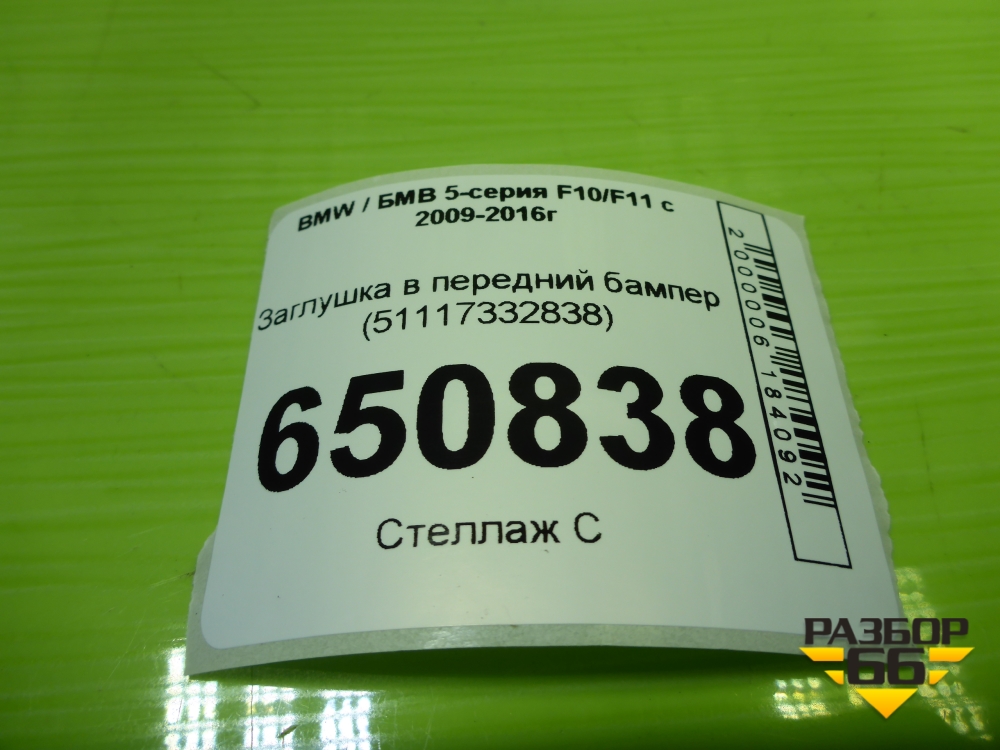 BMW / БМВ 5-серия F10/F11 с
2009-2016г
Заглушка в передний бампер
(51117332838)
650838
Стеллаж С
2000006184092
РАЗБОР
66